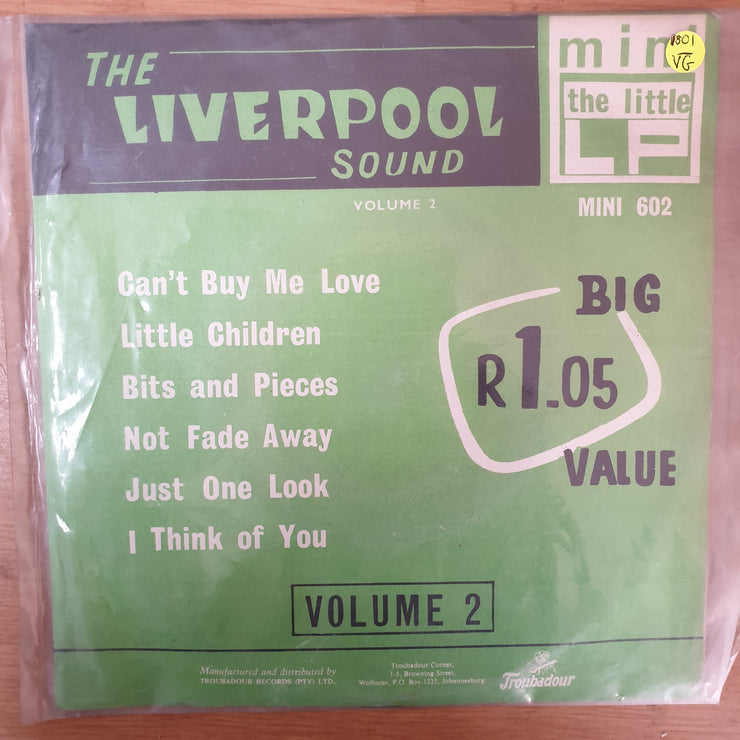 THE
LIVERPOOL
SOUND
VOLUME 2
mini
1801
VG
the little
LP
MINI 602
Can't Buy Me Love
Little Children
Bits and Pieces
Not Fade Away
Just One Look
I Think of You
BIG
R1.05
VALUE
VOLUME 2
Manufactured and distributed by
TROUBADOUR RECORDS (PTY) LTD.,
Troubadour Corner,
1-3, Browning Street,
Wolhuter, P.O. Box 1225, Johannesburg
Troubadour